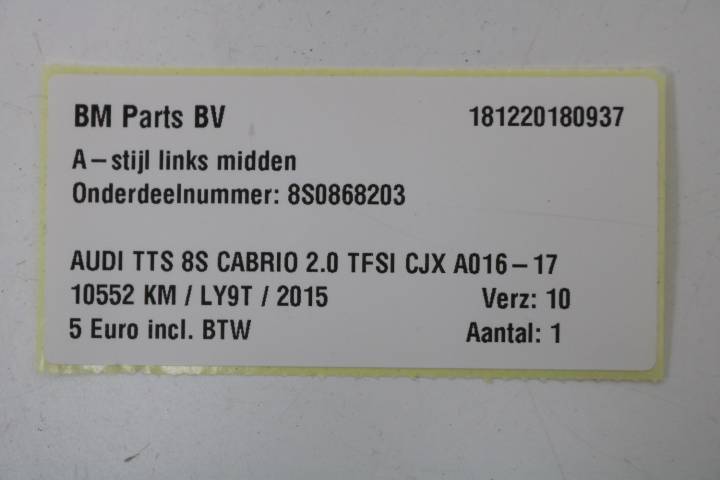 BM Parts BV 181220180937
A-stijl links midden
Onderdeelnummer: 8S0868203
AUDI TTS 8S CABRIO 2.0 TFSI CJX A016-17
10552 KM / LY9T / 2015 Verz: 10
5 Euro incl. BTW Aantal: 1